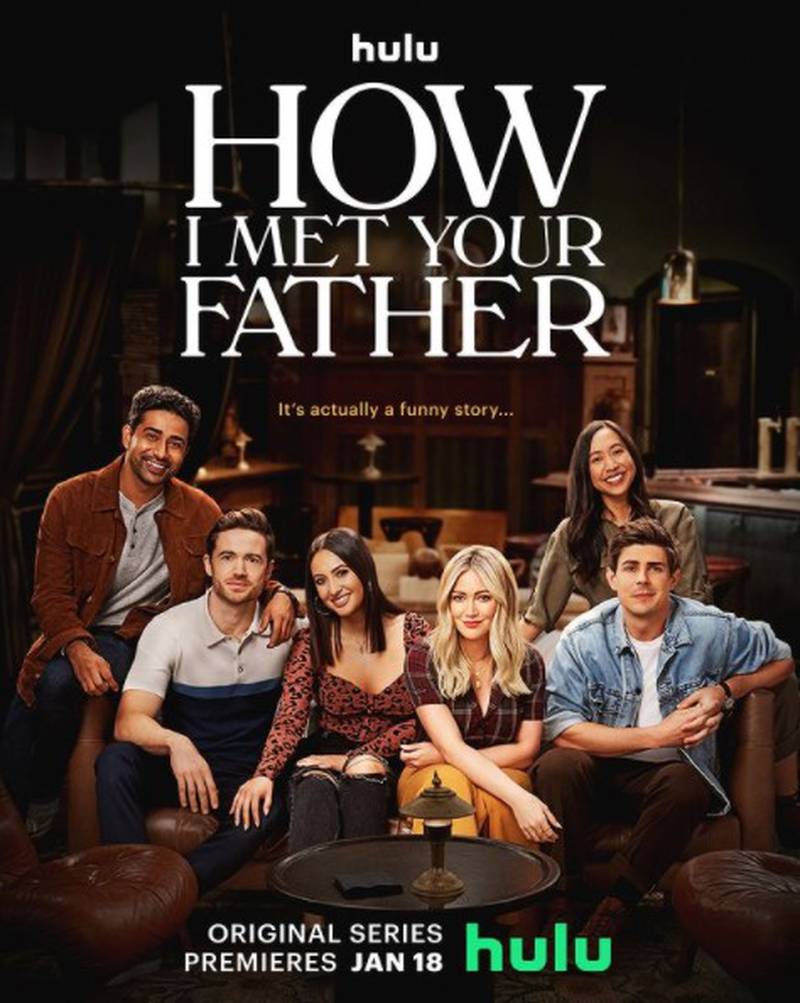 hulu
HOW
I MET YOUR
FATHER
It's actually a funny story...
ORIGINAL SERIES
PREMIERES JAN 18
hulu